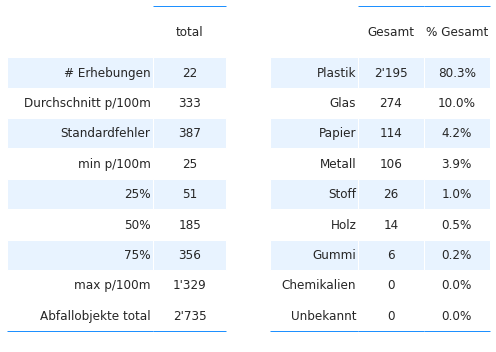 total
# Erhebungen 22
Durchschnitt p/100m 333
Standardfehler 387
min p/100m 25
25% 51
50% 185
75% 356
max p/100m 1'329
Abfallobjekte total 2'735
Gesamt % Gesamt
Plastik 2'195 80.3%
Glas 274 10.0%
Papier 114 4.2%
Metall 106 3.9%
Stoff 26 1.0%
Holz 14 0.5%
Gummi 6 0.2%
Chemikalien 0 0.0%
Unbekannt 0 0.0%